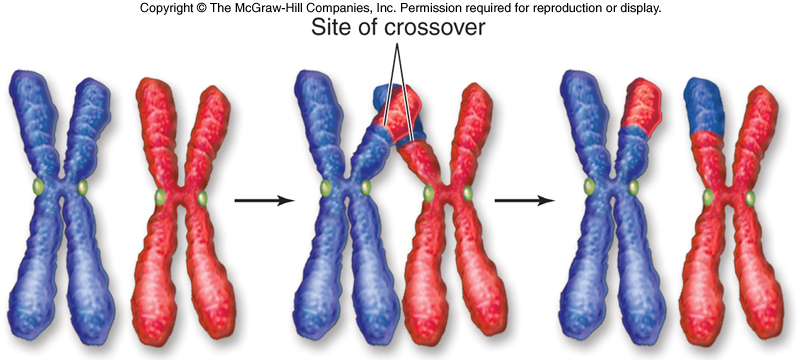 Copyright © The McGraw-Hill Companies, Inc. Permission required for reproduction or display.
Site of crossover